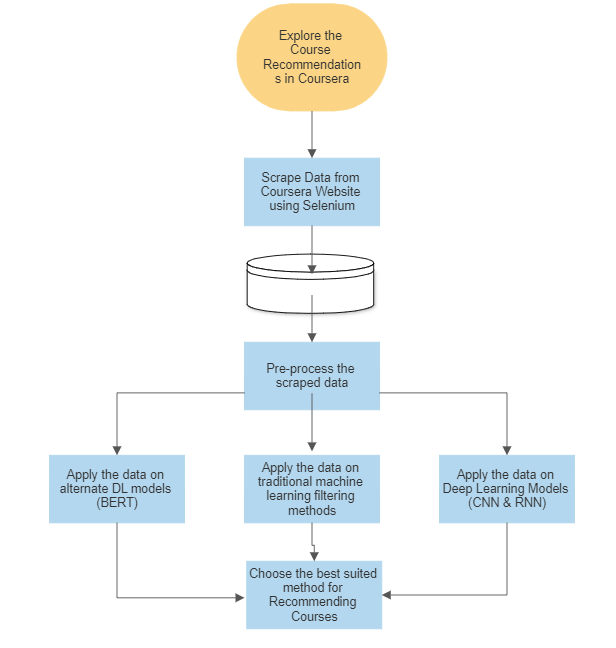 Explore the
Course
Recommendation
s in Coursera
Scrape Data from
Coursera Website
using Selenium
Pre-process the
scraped data
Apply the data on
alternate DL models
(BERT)
Apply the data on
traditional machine
learning filtering
methods
Apply the data on
Deep Learning Models
(CNN & RNN)
Choose the best suited
method for
Recommending
Courses